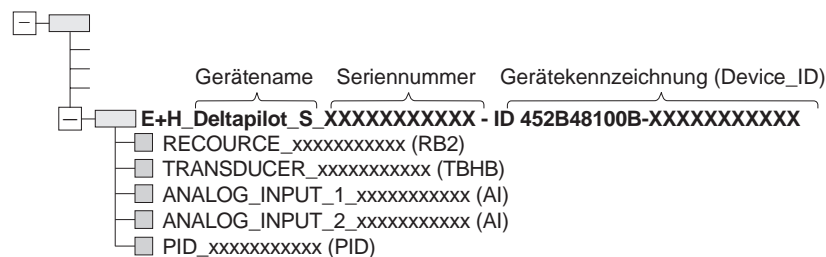 Gerätename Seriennummer Gerätekennzeichnung (Device_ID)
E+H_Deltapilot_S_XXXXXXXXXXX - ID 452B48100B-XXXXXXXXXXX
RECOURCE_xxxxxxxxxxx (RB2)
TRANSDUCER_xxxxxxxxxxx (TBHB)
ANALOG_INPUT_1_xxxxxxxxxxx (AI)
ANALOG_INPUT_2_xxxxxxxxxxx (AI)
PID_xxxxxxxxxxx (PID)